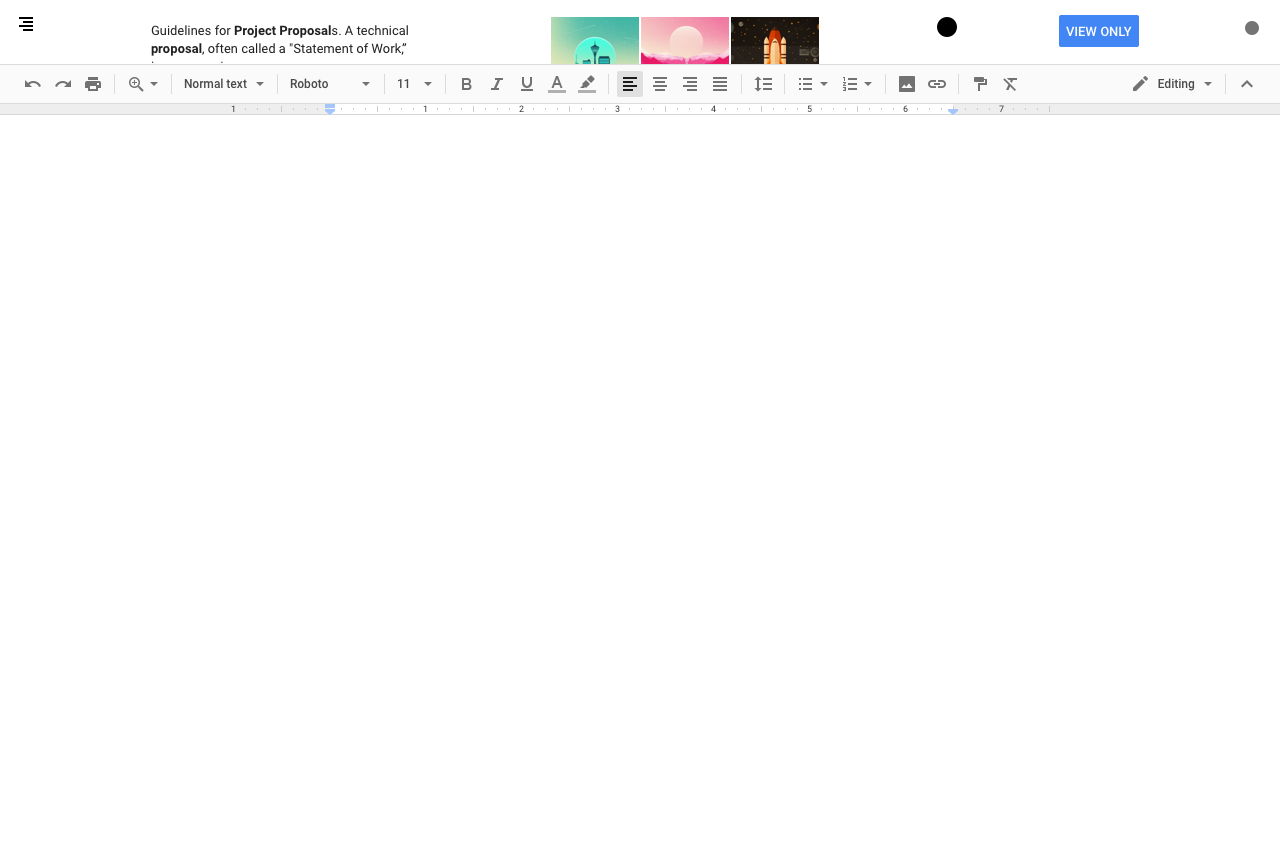 Guidelines for Project Proposals. A technical
proposal, often called a "Statement of Work,”
VIEW ONLY
Normal text
Roboto
11
Editing
1 1 2 3 4 5 6 7